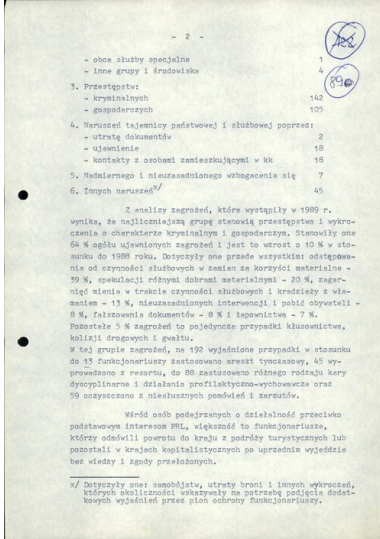 - 2 -
- obce służby specjalne 1
- inne grupy i środowiska 4
3. Przestępstw:
- kryminalnych 142
- gospodarczych 105
4. Naruszeń tajemnicy państwowej i służbowej poprzez:
- utratę dokumentów 2
- ujawnienie 18
- kontakty z osobami zamieszkującymi w kk 18
5. Nadmiernego i nieuzasadnionego wzbogacenia się 7
6. Innych naruszeń x/ 45
Z analizy zagrożeń, które wystąpiły w 1989 r.
wynika, że najliczniejszą grupę stanowią przestępstwa i wykro-
czenia o charakterze kryminalnym i gospodarczym. Stanowiły one
64 % ogółu ujawnionych zagrożeń i jest to wzrost o 10 % w sto-
sunku do 1988 roku. Dotyczyły one przede wszystkim: odstępowa-
nia od czynności służbowych w zamian za korzyści materialne -
39 %, spekulacji różnymi dobrami materialnymi - 20 %, zagar-
nięć mienia w trakcie czynności służbowych i kradzieży z wła-
maniem - 13 %, nieuzasadnionych interwencji i pobić obywateli -
8 %, fałszowania dokumentów - 8 % i łapownictwa - 7 %.
Pozostałe 5 % zagrożeń to pojedyncze przypadki kłusownictwa,
kolizji drogowych i gwałtu.
W tej grupie zagrożeń, na 192 wyjaśnione przypadki w stosunku
do 13 funkcjonariuszy zastosowano areszt tymczasowy, 45 wy-
prowadzono z resortu, do 88 zastosowano różnego rodzaju kary
dyscyplinarne i działania profilaktyczno-wychowawcze oraz
59 oczyszczono z niesłusznych pomówień i zarzutów.
Wśród osób podejrzanych o działalność przeciwko
podstawowym interesom PRL, większość to funkcjonariusze,
którzy odmówili powrotu do kraju z podróży turystycznych lub
pozostali w krajach kapitalistycznych po uprzednim wyjeździe
bez wiedzy i zgody przełożonych.
x/ Dotyczyły one: samobójstw, utraty broni i innych wykroczeń,
których okoliczności wskazywały na potrzebę podjęcia dodat-
kowych wyjaśnień przez pion ochrony funkcjonariuszy.